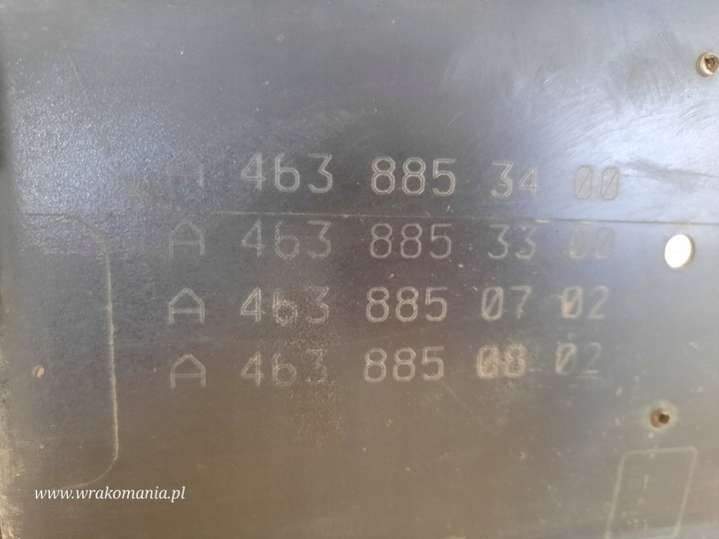 A 463 885 34 00
A 463 885 33 00
A 463 885 07 02
A 463 885 08 02
www.wrakomania.pl